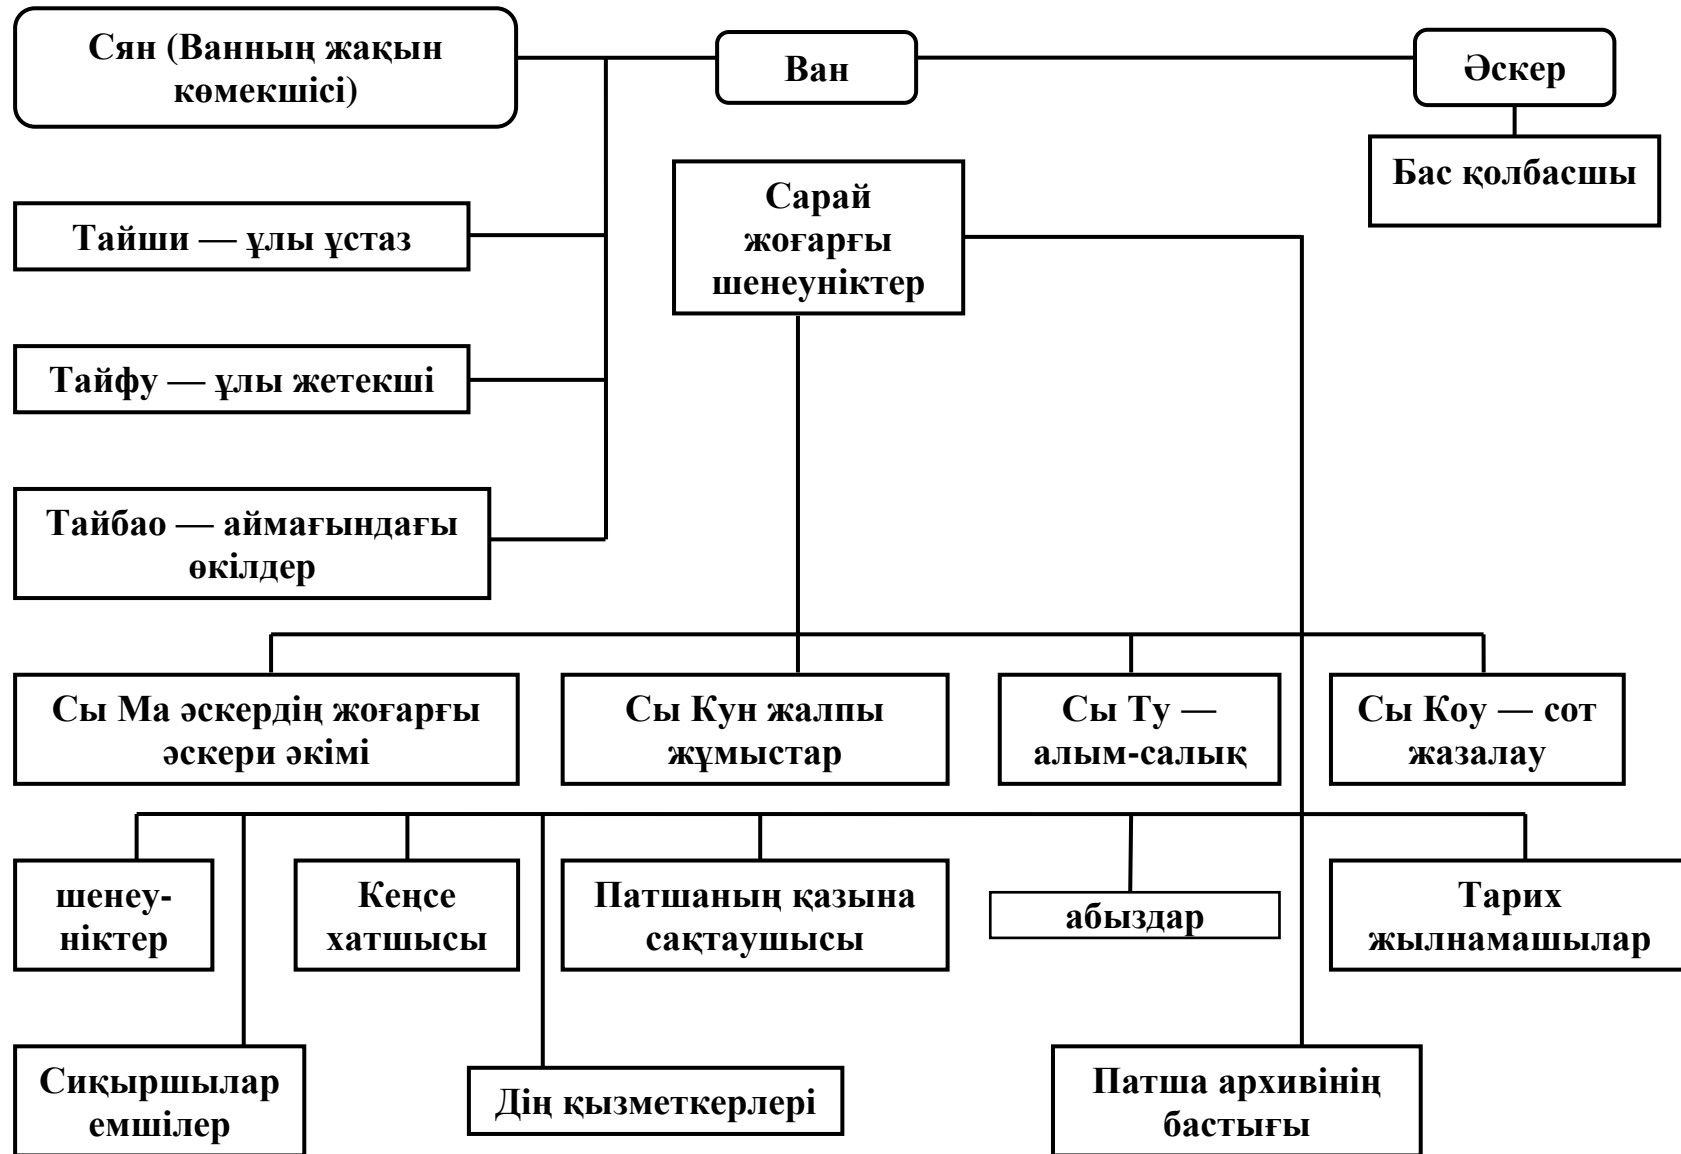 Сян (Ванның жақын
көмекшісі)
Ван
Әскер
Бас қолбасшы
Сарай
жоғарғы
шенеуніктер
Тайши — ұлы ұстаз
Тайфу — ұлы жетекші
Тайбао — аймағындағы
өкілдер
Сы Ма әскердің жоғарғы
әскери әкімі
Сы Кун жалпы
жұмыстар
Сы Ту —
алым-салық
Сы Коу — сот
жазалау
шенеу-
ніктер
Кеңсе
хатшысы
Патшаның қазына
сақтаушысы
абыздар
Тарих
жылнамашылар
Сиқыршылар
емшілер
Дің қызметкерлері
Патша архивінің
бастығы